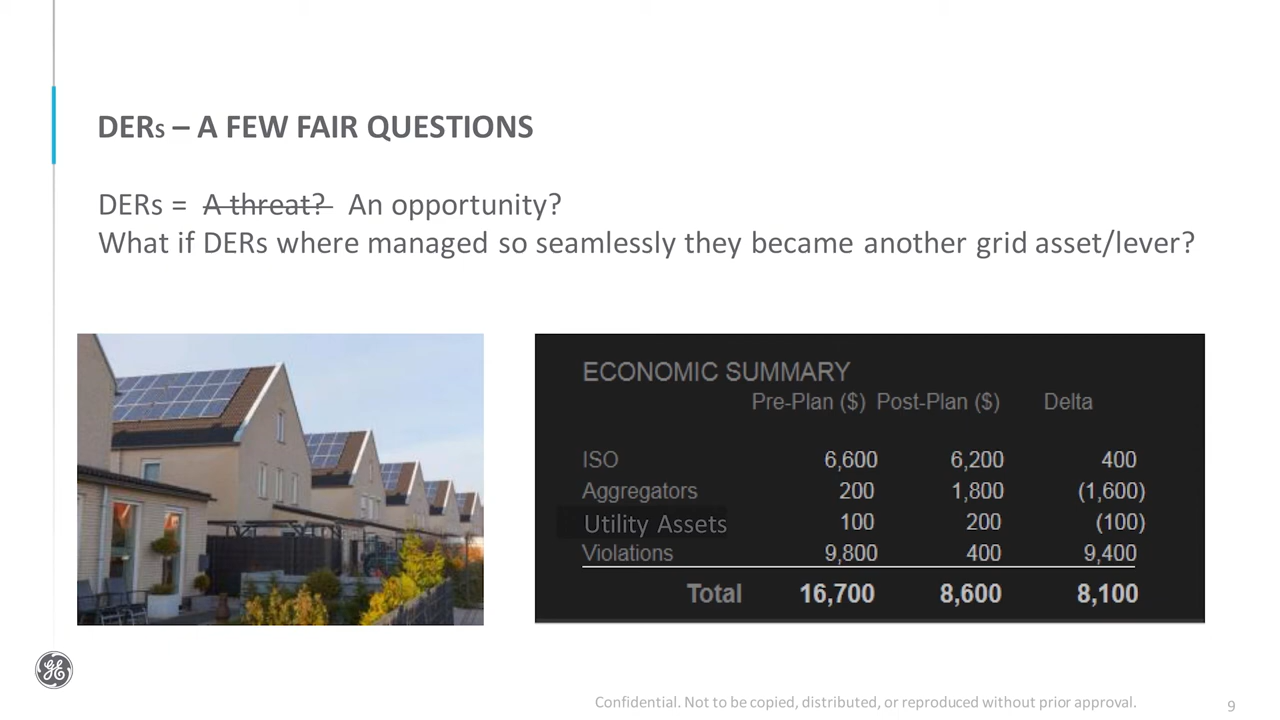 DERs – A FEW FAIR QUESTIONS
DERs = A threat? An opportunity?
What if DERs where managed so seamlessly they became another grid asset/lever?
ECONOMIC SUMMARY
Pre-Plan ($) Post-Plan ($) Delta
ISO 6,600 6,200 400
Aggregators 200 1,800 (1,600)
Utility Assets 100 200 (100)
Violations 9,800 400 9,400
Total 16,700 8,600 8,100
GE
Confidential. Not to be copied, distributed, or reproduced without prior approval.
9